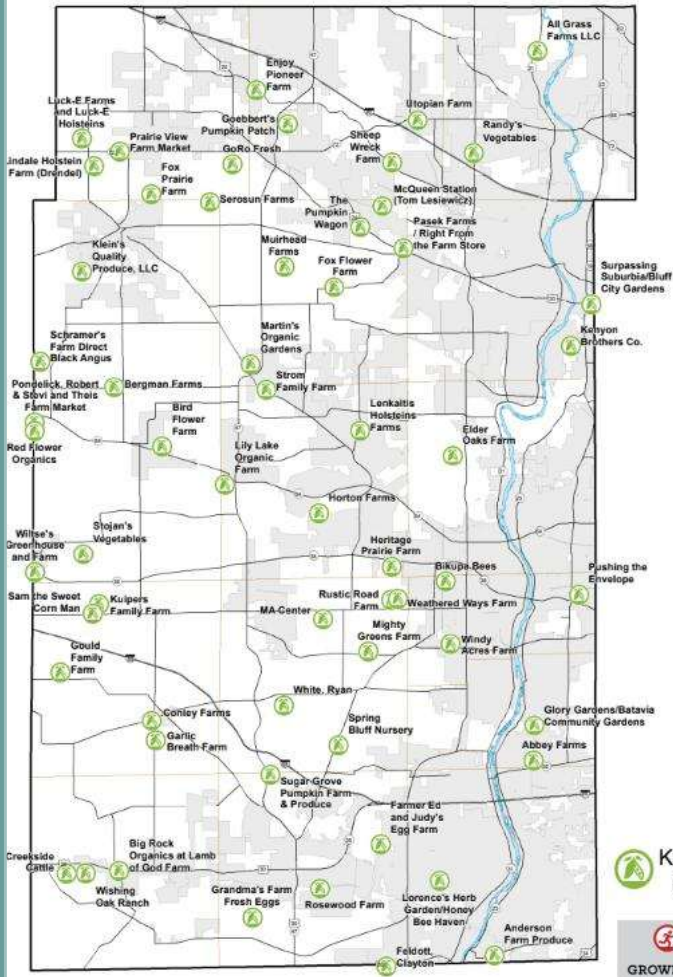 All Grass
Farms LLC
Enjoy
Pioneer
Farm
Luck-E Farms
and Luck-E
Holsteins
Goebbert's
Pumpkin Patch
Utopian Farm
Prairie View
Farm Market
GoRo Fresh
Sheep
Wreck
Farm
Randy's
Vegetables
Lindale Holstein
Farm (Drendel)
Fox
Prairie
Farm
Serosun Farms
The
Pumpkin
Wagon
McQueen Station
(Tom Lesiewicz)
Pasek Farms
/ Right From
the Farm Store
Klein's
Quality
Produce, LLC
Muirhead
Farms
Fox Flower
Farm
Surpassing
Suburbia/Bluff
City Gardens
Kenyon
Brothers Co.
Schramer's
Farm Direct
Black Angus
Martin's
Organic
Gardens
Pondelick, Robert
& Stevi and Theis
Farm Market
Bergman Farms
Strom
Family Farm
Bird
Flower
Farm
Lenkaitis
Holsteins
Farms
Elder
Oaks Farm
Red Flower
Organics
Lily Lake
Organic
Farm
Horton Farms
Wiltse's
Greenhouse
and Farm
Stojan's
Vegetables
Heritage
Prairie Farm
Bikupa Bees
Pushing the
Envelope
Sam the Sweet
Corn Man
Kuipers
Family Farm
MA Center
Rustic Road
Farm
Weathered Ways Farm
Mighty
Greens Farm
Windy
Acres Farm
Gould
Family
Farm
White, Ryan
Conley Farms
Garlic
Breath Farm
Spring
Bluff Nursery
Glory Gardens/Batavia
Community Gardens
Abbey Farms
Sugar Grove
Pumpkin Farm
& Produce
Farmer Ed
and Judy's
Egg Farm
Creekside
Cattle
Big Rock
Organics at Lamb
of God Farm
Wishing
Oak Ranch
Grandma's Farm
Fresh Eggs
Rosewood Farm
Lorence's Herb
Garden/Honey
Bee Haven
Anderson
Farm Produce
Feldott,
Clayton